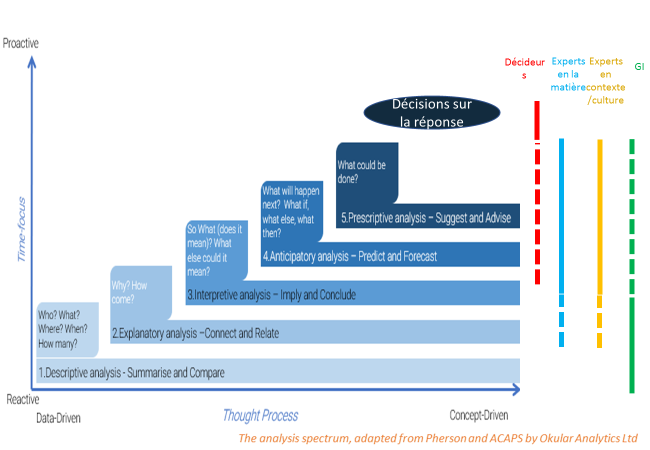 Proactive
Décideur
s
Experts
en la
matière
Experts
en
contexte
/culture
GI
Décisions sur
la réponse
What could be
done?
5.Prescriptive analysis – Suggest and Advise
What will happen
next? What if,
what else, what
then?
4.Anticipatory analysis – Predict and Forecast
So What (does it
mean)? What
else could it
mean?
3.Interpretive analysis – Imply and Conclude
Why? How
come?
2.Explanatory analysis –Connect and Relate
Who? What?
Where? When?
How many?
1.Descriptive analysis - Summarise and Compare
Time-focus
Reactive
Data-Driven
Thought Process
Concept-Driven
The analysis spectrum, adapted from Pherson and ACAPS by Okular Analytics Ltd